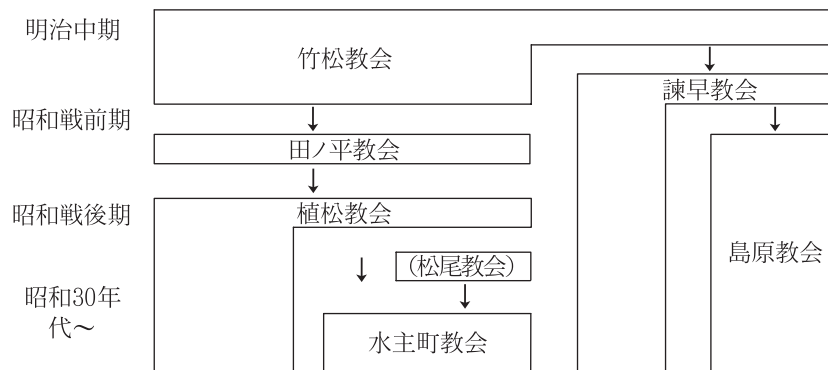 明治中期
竹松教会
諫早教会
昭和戦前期
田ノ平教会
昭和戦後期
植松教会
島原教会
(松尾教会)
昭和30年
代～
水主町教会